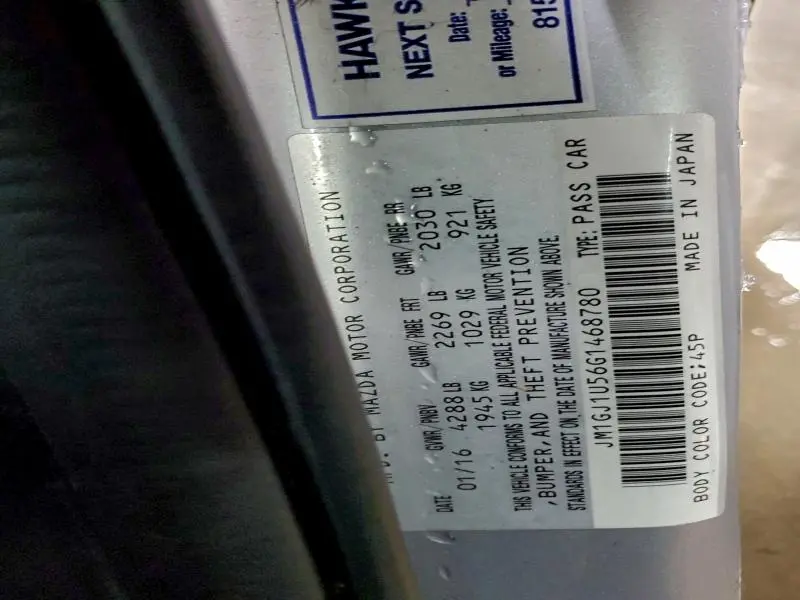 HAWK
NEXT S
Date:
or Mileage:
815
MAZDA MOTOR CORPORATION
DATE GVWR/PNBV GAWR/PNBE FRT GAWR/PNBE RR
01/16 4288 LB 2269 LB 2030 LB
1945 KG 1029 KG 921 KG
THIS VEHICLE CONFORMS TO ALL APPLICABLE FEDERAL MOTOR VEHICLE SAFETY
,BUMPER,AND THEFT PREVENTION
STANDARDS IN EFFECT ON THE DATE OF MANUFACTURE SHOWN ABOVE.
JM1GJ1U56G1468780 TYPE: PASS CAR
BODY COLOR CODE;45P MADE IN JAPAN